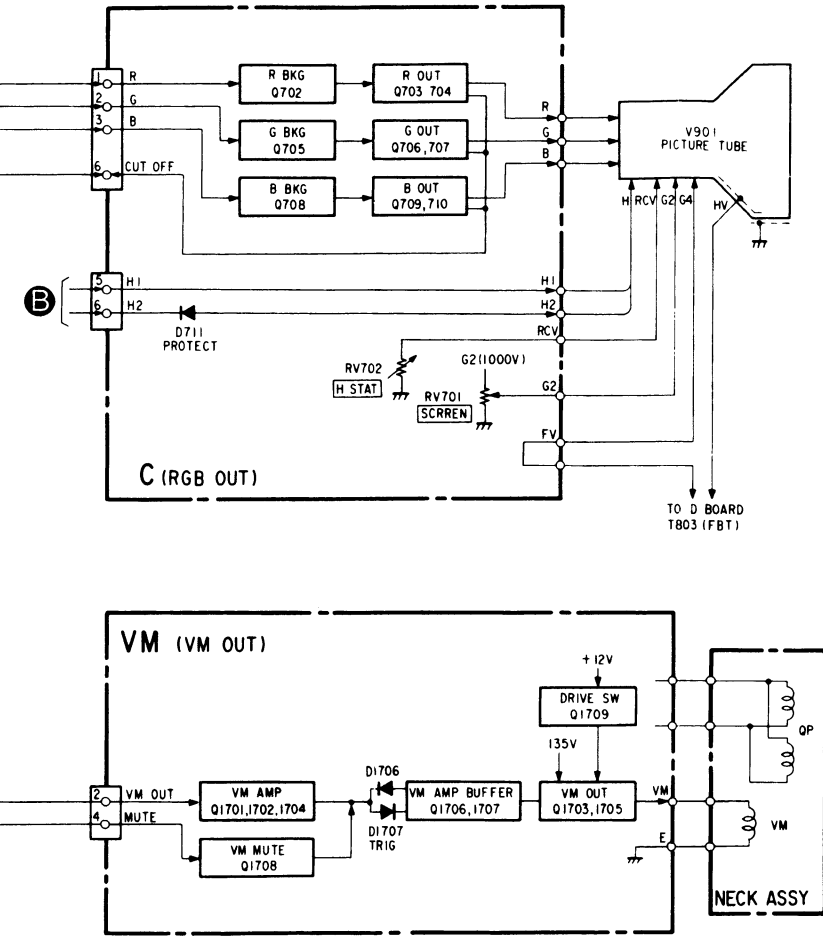 1 R
2 G
3 B
6 CUT OFF
R BKG
Q702
R OUT
Q703 704
G BKG
Q705
G OUT
Q706,707
B BKG
Q708
B OUT
Q709,710
R
G
B
V901
PICTURE TUBE
H RCV G2 G4 HV
B
5 H1
6 H2
D711
PROTECT
H1
H2
RCV
RV702
H STAT
G2(1000V)
RV701
SCRREN
G2
FV
C (RGB OUT)
TO D BOARD
T803 (FBT)
VM (VM OUT)
+12V
DRIVE SW
Q1709
135V
QP
2 VM OUT
4 MUTE
VM AMP
Q1701,1702,1704
VM MUTE
Q1708
D1706
D1707
TRIG
VM AMP BUFFER
Q1706,1707
VM OUT
Q1703,1705
VM
E
VM
NECK ASSY